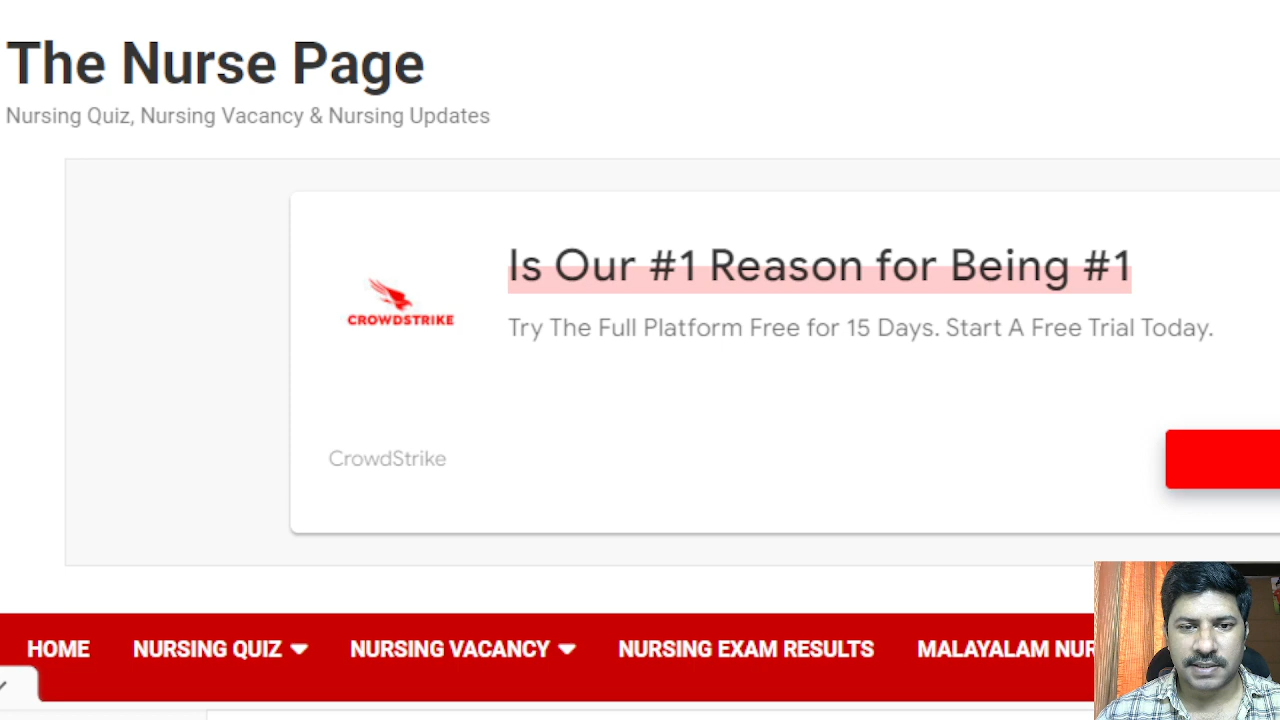 The Nurse Page
Nursing Quiz, Nursing Vacancy & Nursing Updates
Is Our #1 Reason for Being #1
CROWDSTRIKE
Try The Full Platform Free for 15 Days. Start A Free Trial Today.
CrowdStrike
HOME NURSING QUIZ NURSING VACANCY NURSING EXAM RESULTS MALAYALAM